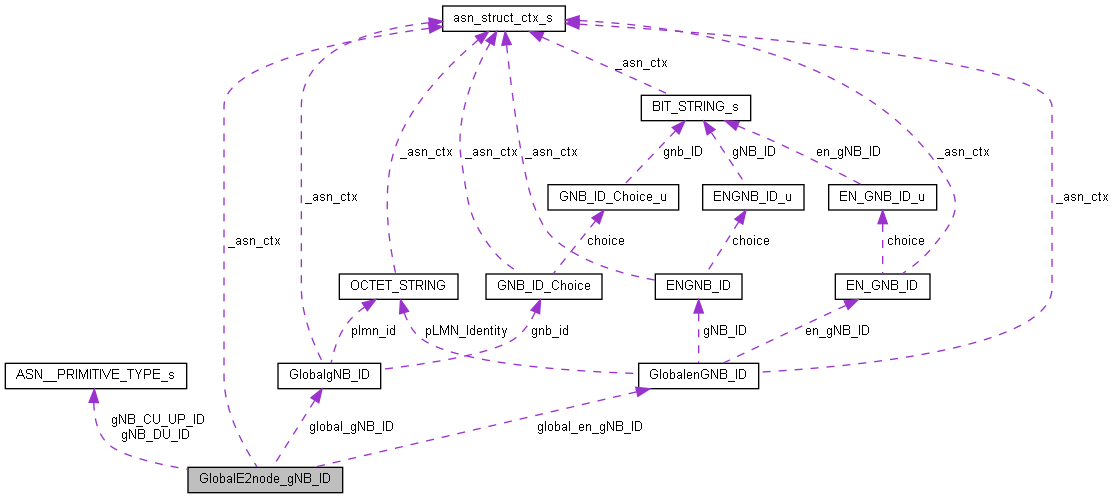 asn_struct_ctx_s
_asn_ctx
BIT_STRING_s
_asn_ctx
_asn_ctx
_asn_ctx
gnb_ID
gNB_ID
en_gNB_ID
_asn_ctx
_asn_ctx
_asn_ctx
GNB_ID_Choice_u
ENGNB_ID_u
EN_GNB_ID_u
_asn_ctx
choice
choice
choice
OCTET_STRING
GNB_ID_Choice
ENGNB_ID
EN_GNB_ID
plmn_id
pLMN_Identity
gnb_id
gNB_ID
en_gNB_ID
ASN__PRIMITIVE_TYPE_s
GlobalgNB_ID
GlobalenGNB_ID
gNB_CU_UP_ID
gNB_DU_ID
global_gNB_ID
global_en_gNB_ID
GlobalE2node_gNB_ID